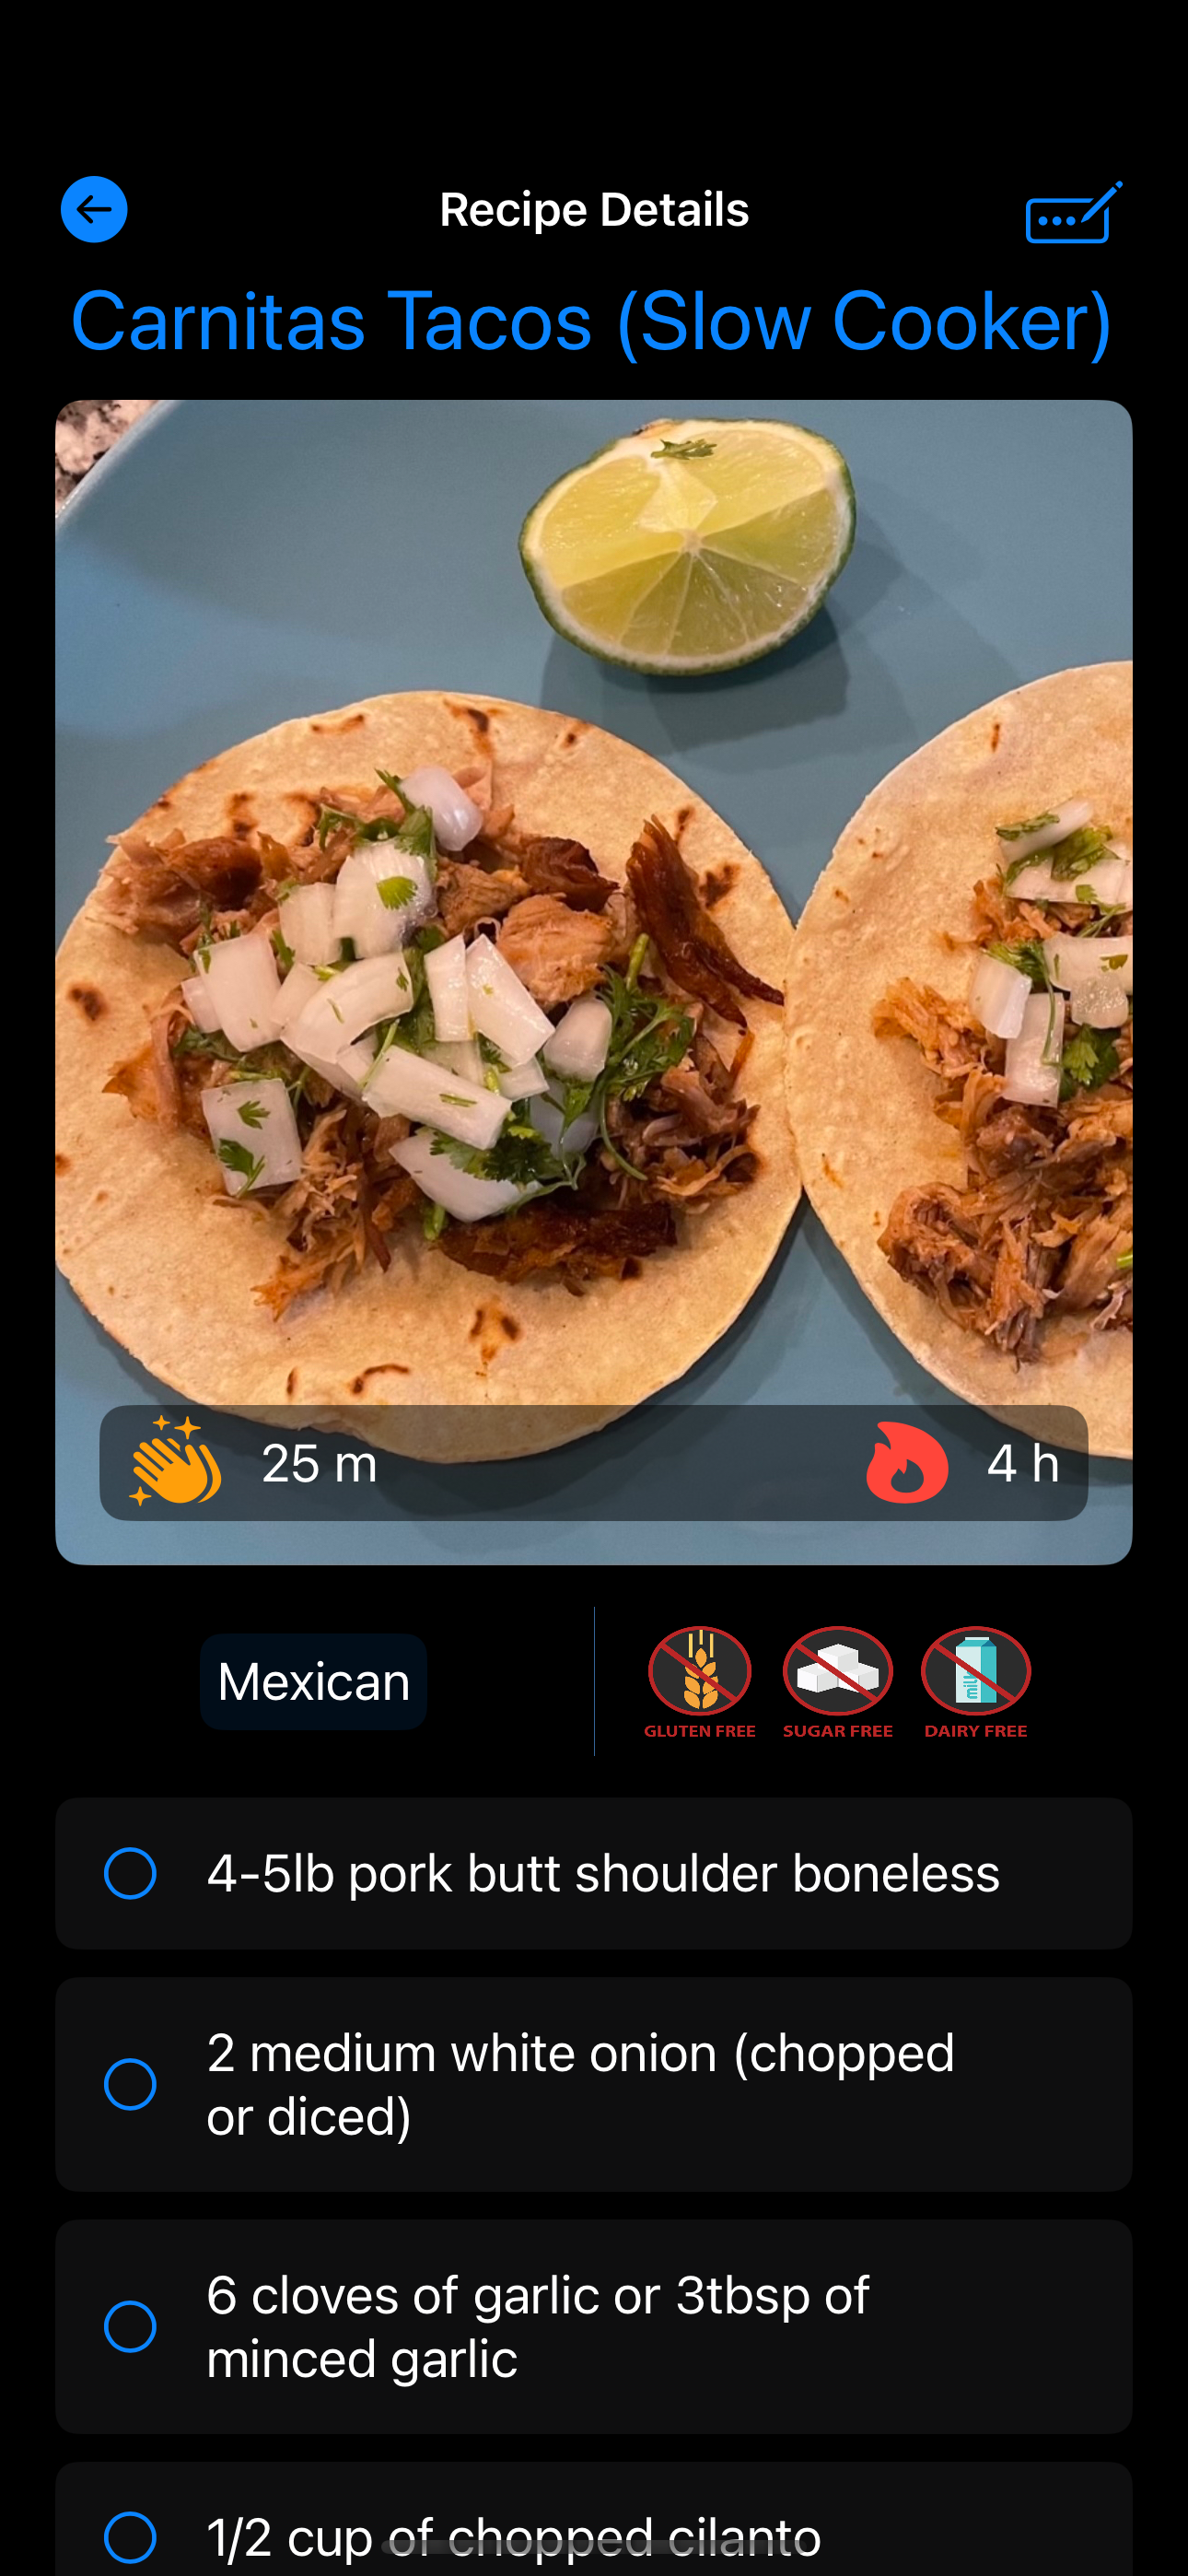 Recipe Details
Carnitas Tacos (Slow Cooker)
25 m
4 h
Mexican
GLUTEN FREE
SUGAR FREE
DAIRY FREE
milk
4-5lb pork butt shoulder boneless
2 medium white onion (chopped
or diced)
6 cloves of garlic or 3tbsp of
minced garlic
1/2 cup of chopped cilanto